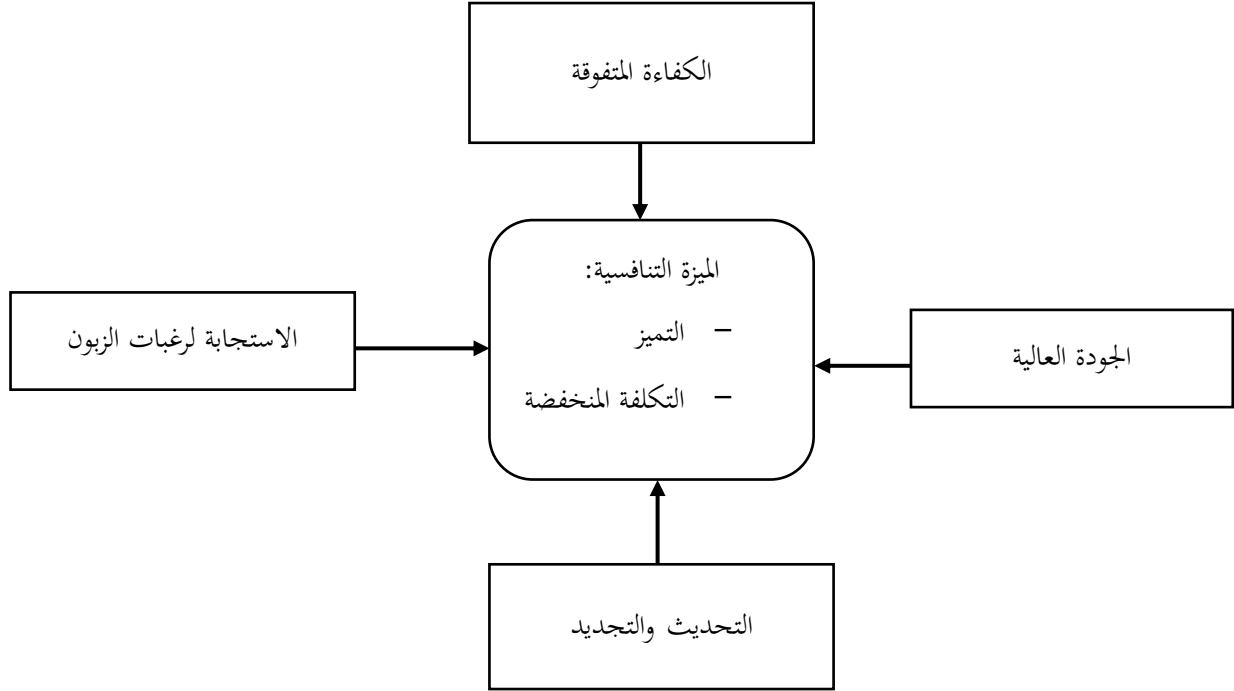 الكفاءة المتفوقة
الميزة التنافسية:
– التميز
– التكلفة المنخفضة
الجودة العالية
الاستجابة لرغبات الزبون
التحديث والتجديد